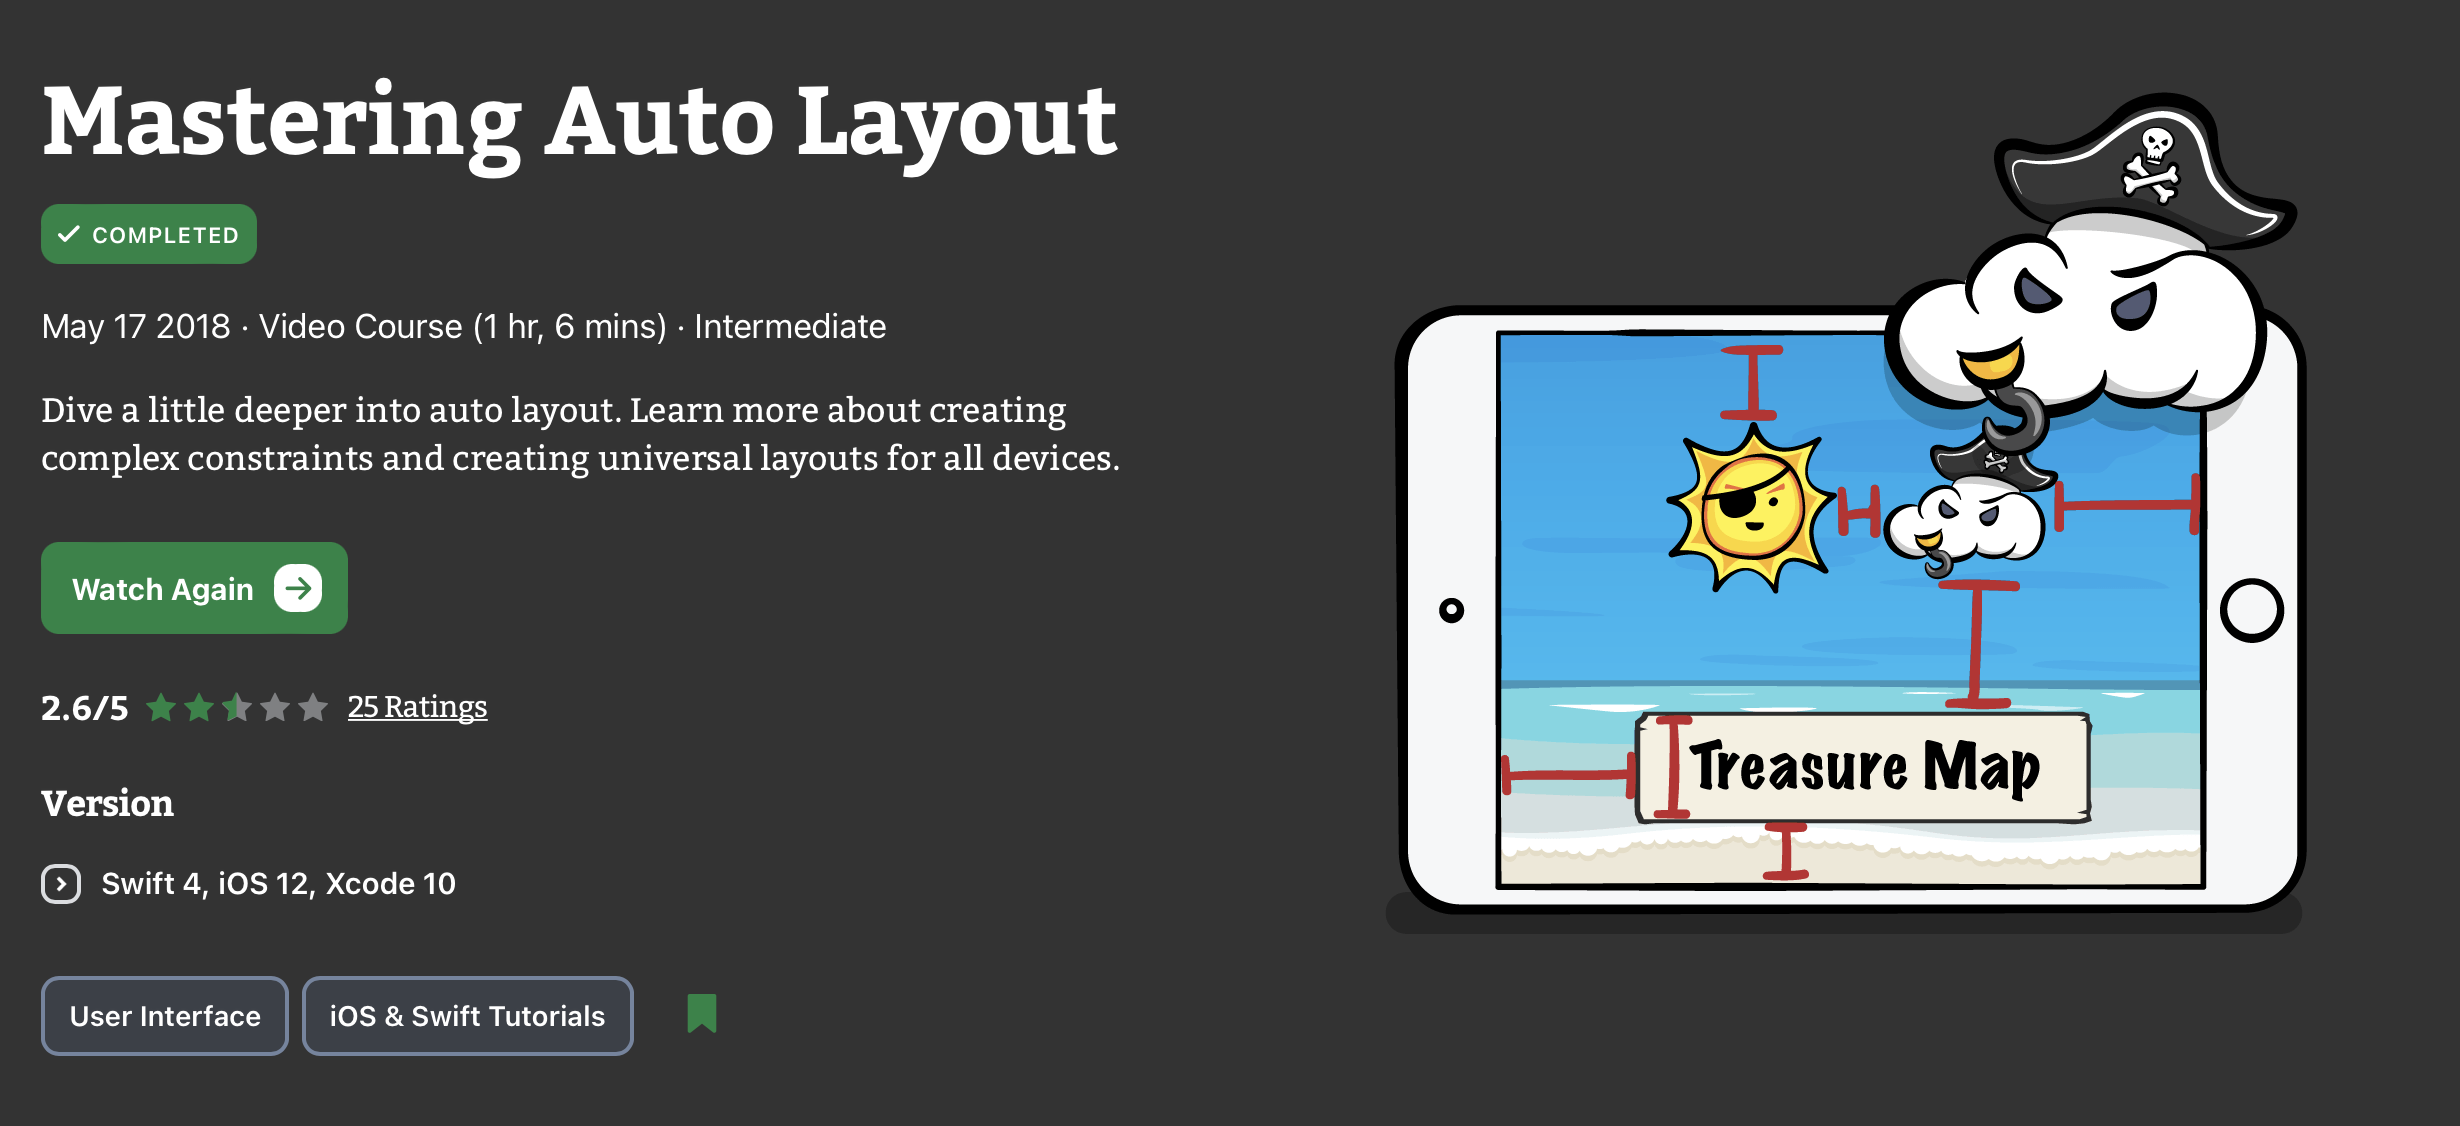 Mastering Auto Layout
COMPLETED
May 17 2018 · Video Course (1 hr, 6 mins) · Intermediate
Dive a little deeper into auto layout. Learn more about creating
complex constraints and creating universal layouts for all devices.
Watch Again
2.6/5 25 Ratings
Version
Swift 4, iOS 12, Xcode 10
User Interface iOS & Swift Tutorials
Treasure Map